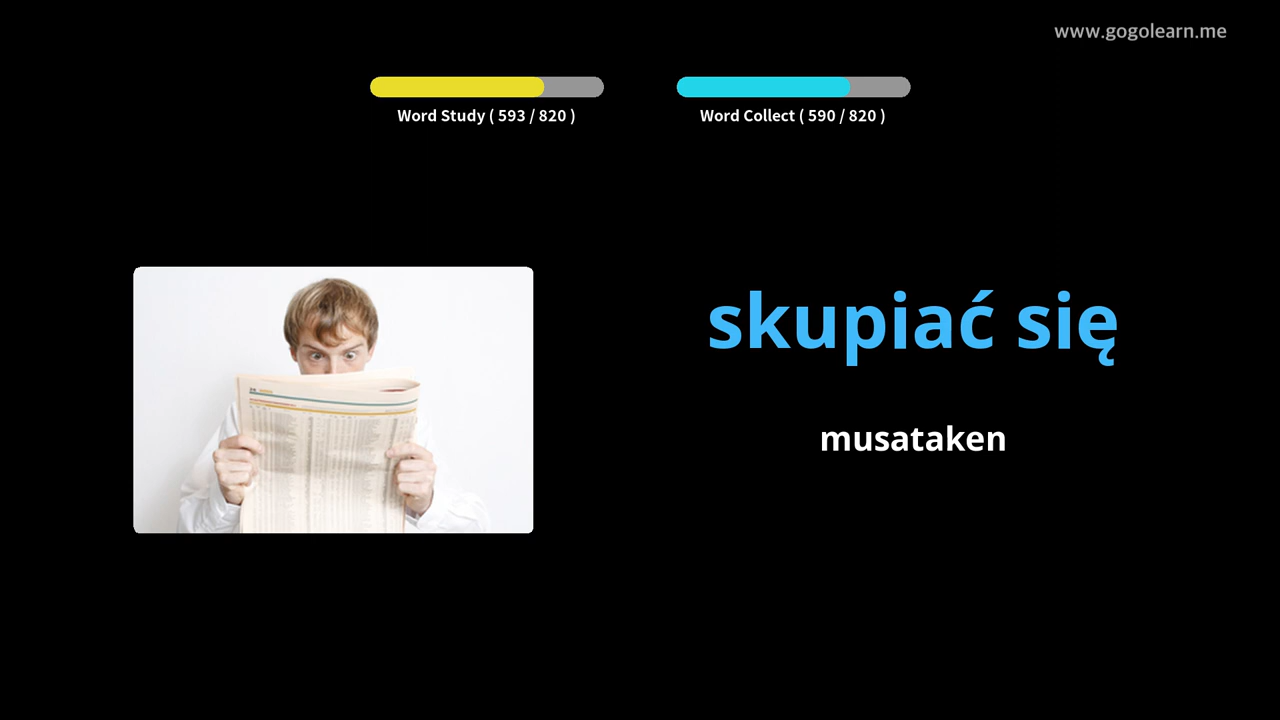 www.gogolearn.me
Word Study ( 593 / 820 )
Word Collect ( 590 / 820 )
skupiać się
musataken